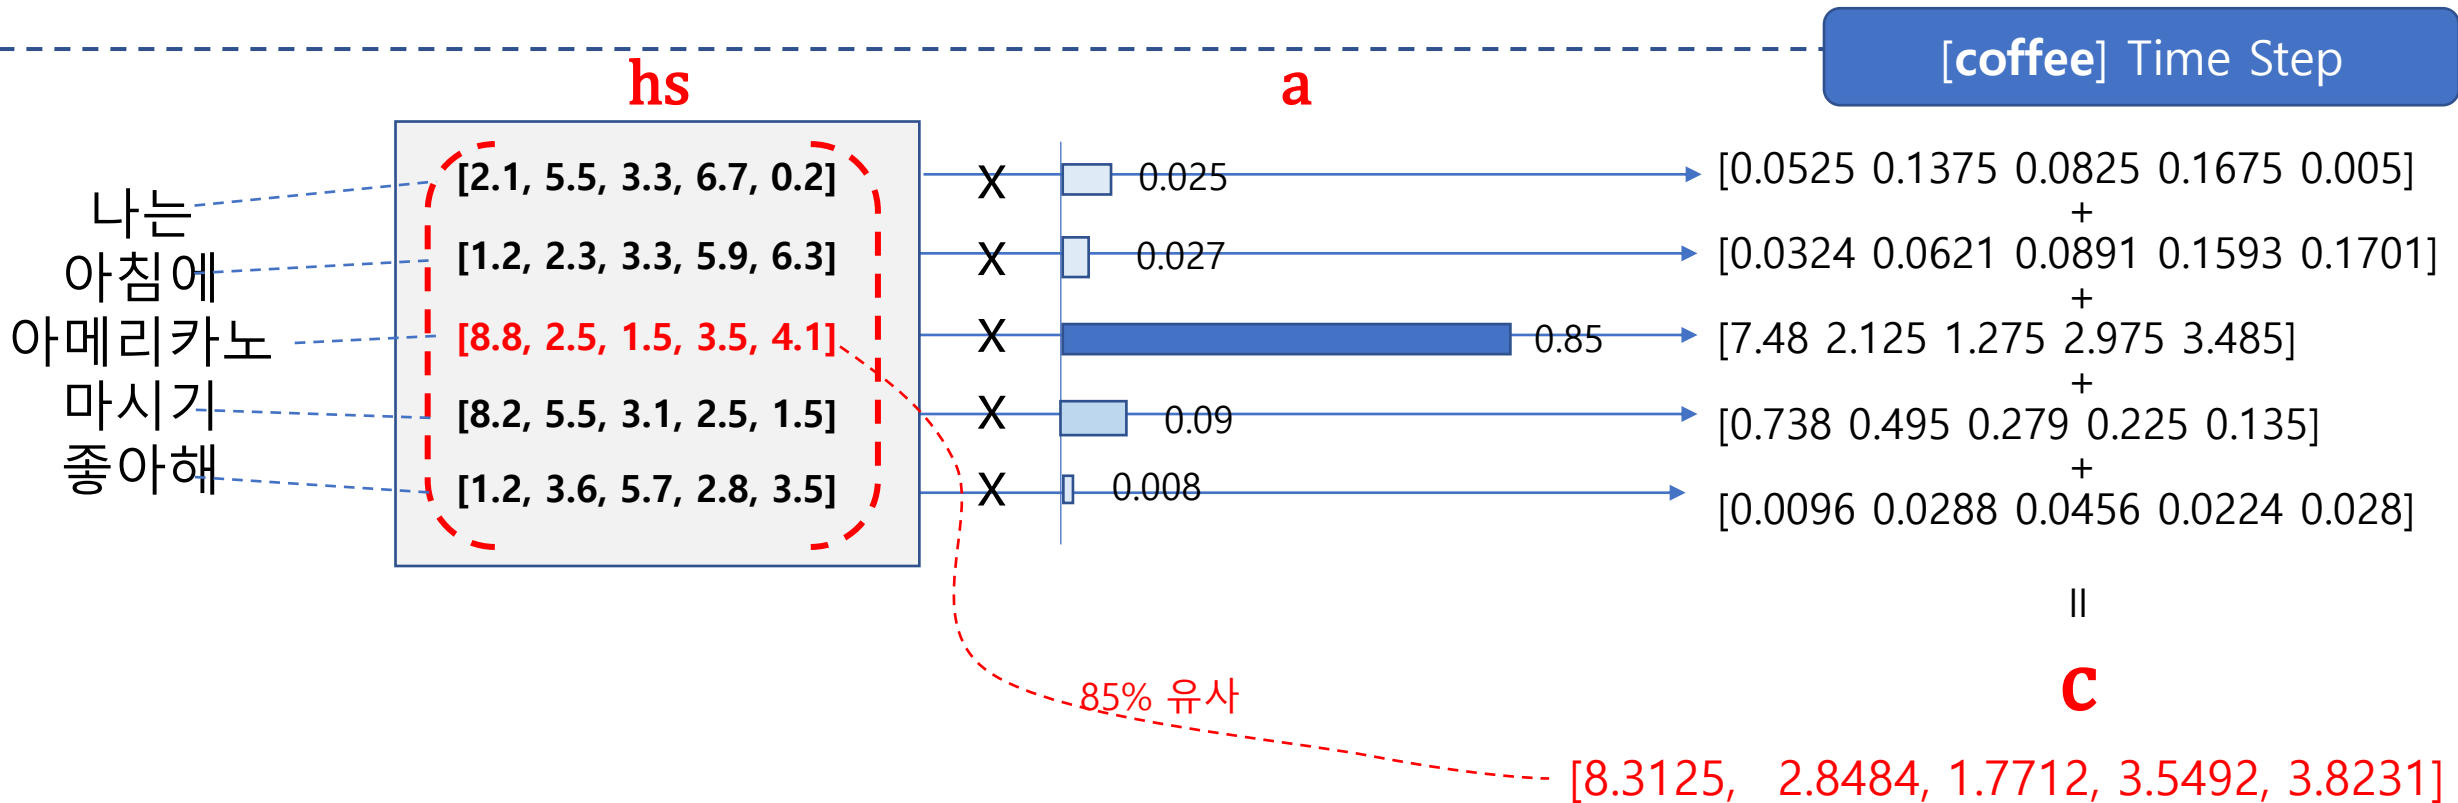 [coffee] Time Step
hs
a
나는
아침에
아메리카노
마시기
좋아해
[2.1, 5.5, 3.3, 6.7, 0.2]
[1.2, 2.3, 3.3, 5.9, 6.3]
[8.8, 2.5, 1.5, 3.5, 4.1]
[8.2, 5.5, 3.1, 2.5, 1.5]
[1.2, 3.6, 5.7, 2.8, 3.5]
X
X
X
X
X
0.025
0.027
0.85
0.09
0.008
[0.0525 0.1375 0.0825 0.1675 0.005]
+
[0.0324 0.0621 0.0891 0.1593 0.1701]
+
[7.48 2.125 1.275 2.975 3.485]
+
[0.738 0.495 0.279 0.225 0.135]
+
[0.0096 0.0288 0.0456 0.0224 0.028]
=
c
85% 유사
[8.3125, 2.8484, 1.7712, 3.5492, 3.8231]